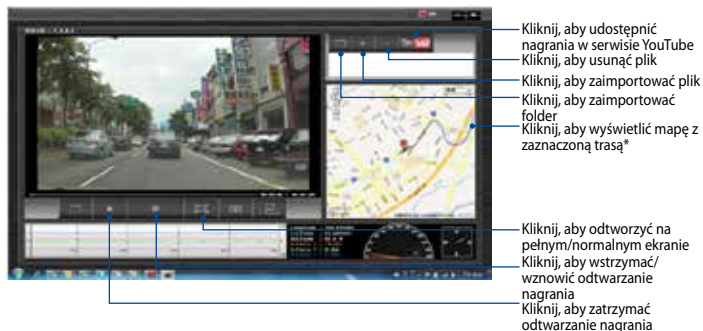 Kliknij, aby udostępnić
nagrania w serwisie YouTube
Kliknij, aby usunąć plik
Kliknij, aby zaimportować plik
Kliknij, aby zaimportować
folder
Kliknij, aby wyświetlić mapę z
zaznaczoną trasą*
Kliknij, aby odtworzyć na
pełnym/normalnym ekranie
Kliknij, aby wstrzymać/
wznowić odtwarzanie
nagrania
Kliknij, aby zatrzymać
odtwarzanie nagrania